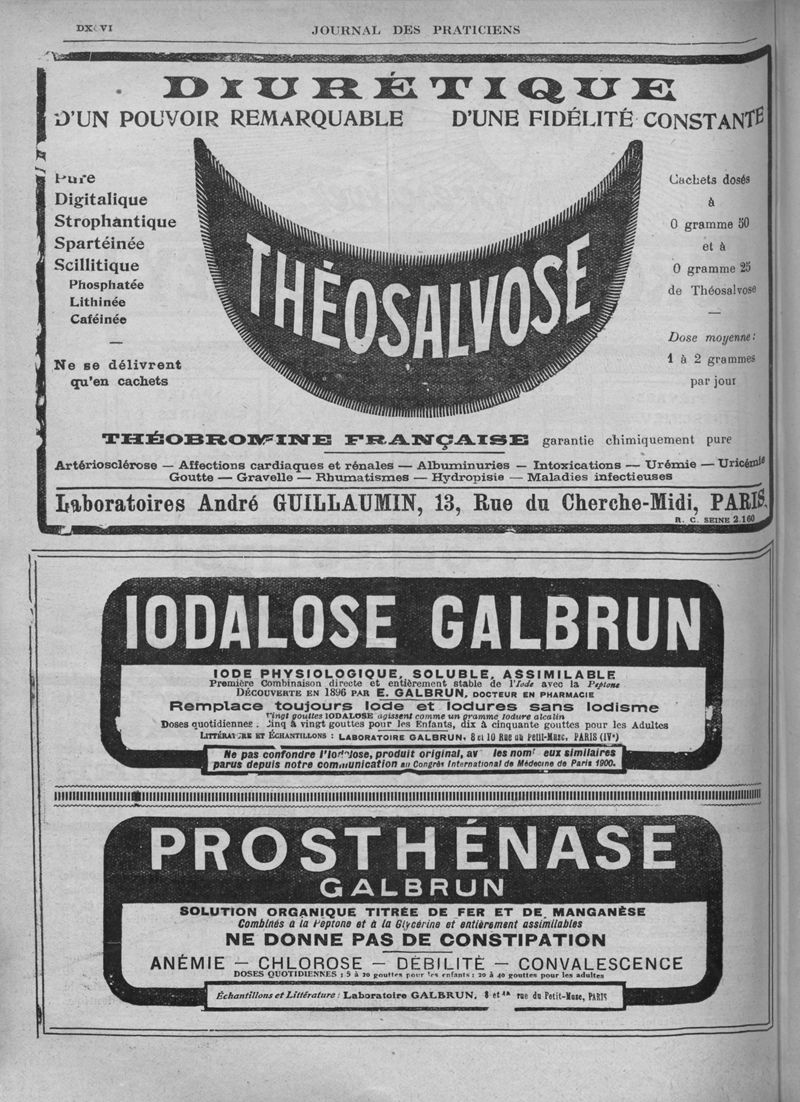 JOURNAL DES PRATICIENS
DIURÉTIQUE
D'UN POUVOIR REMARQUABLE D'UNE FIDÉLITÉ CONSTANTE
Pure
Digitalique
Strophantique
Spartéinée
Scillitique
Phosphatée
Lithinée
Caféinée
—
Ne se délivrent
qu'en cachets
THÉOSALVOSE
Cachets dosés
à
0 gramme 50
et à
0 gramme 25
de Théosalvose
—
Dose moyenne:
1 à 2 grammes
par jour
THÉOBROMINE FRANÇAISE garantie chimiquement pure
Artériosclérose — Affections cardiaques et rénales — Albuminuries — Intoxications — Urémie — Uricémie
Goutte — Gravelle — Rhumatismes — Hydropisie — Maladies infectieuses
Laboratoires André GUILLAUMIN, 13, Rue du Cherche-Midi, PARIS.
R. C. SEINE 2.160
IODALOSE GALBRUN
IODE PHYSIOLOGIQUE, SOLUBLE, ASSIMILABLE
Première Combinaison directe et entièrement stable de l'Iode avec la Peptone
DÉCOUVERTE EN 1896 PAR E. GALBRUN, DOCTEUR EN PHARMACIE
Remplace toujours Iode et Iodures sans Iodisme
Vingt gouttes IODALOSE agissent comme un gramme Iodure alcalin
Doses quotidiennes : Cinq à vingt gouttes pour les Enfants, dix à cinquante gouttes pour les Adultes
LITTÉRATURE ET ÉCHANTILLONS : LABORATOIRE GALBRUN, 8 et 10 Rue du Petit-Musc, PARIS (IVe)
Ne pas confondre l'Iodalose, produit original, avec les nombreux similaires
parus depuis notre communication au Congrès International de Médecine de Paris 1900.
PROSTHÉNASE
GALBRUN
SOLUTION ORGANIQUE TITRÉE DE FER ET DE MANGANÈSE
Combinés à la Peptone et à la Glycérine et entièrement assimilables
NE DONNE PAS DE CONSTIPATION
ANÉMIE — CHLOROSE — DÉBILITÉ — CONVALESCENCE
DOSES QUOTIDIENNES : 5 à 20 gouttes pour les enfants ; 10 à 40 gouttes pour les adultes
Échantillons et Littérature : Laboratoire GALBRUN, 8 et rue du Petit-Musc, PARIS